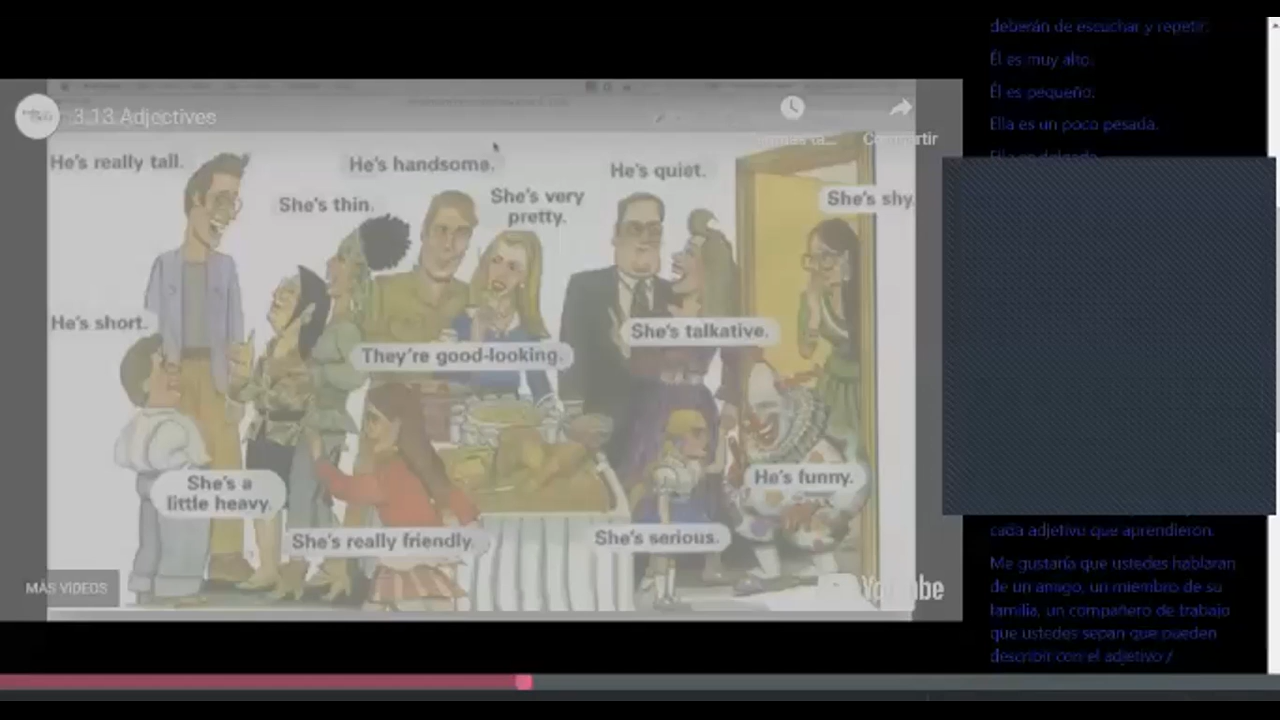 3.13 Adjectives
Compartir
He's really tall.
He's handsome.
He's quiet.
She's thin.
She's very
pretty.
She's shy.
He's short.
They're good-looking.
She's talkative.
She's a
little heavy.
He's funny.
She's really friendly.
She's serious.
MÁS VÍDEOS
YouTube
deberán de escuchar y repetir.
Él es muy alto.
Él es pequeño.
Ella es un poco pesada.
cada adjetivo que aprendieron.
Me gustaría que ustedes hablaran
de un amigo, un miembro de su
familia, un compañero de trabajo
que ustedes sepan que pueden
describir con el adjetivo /